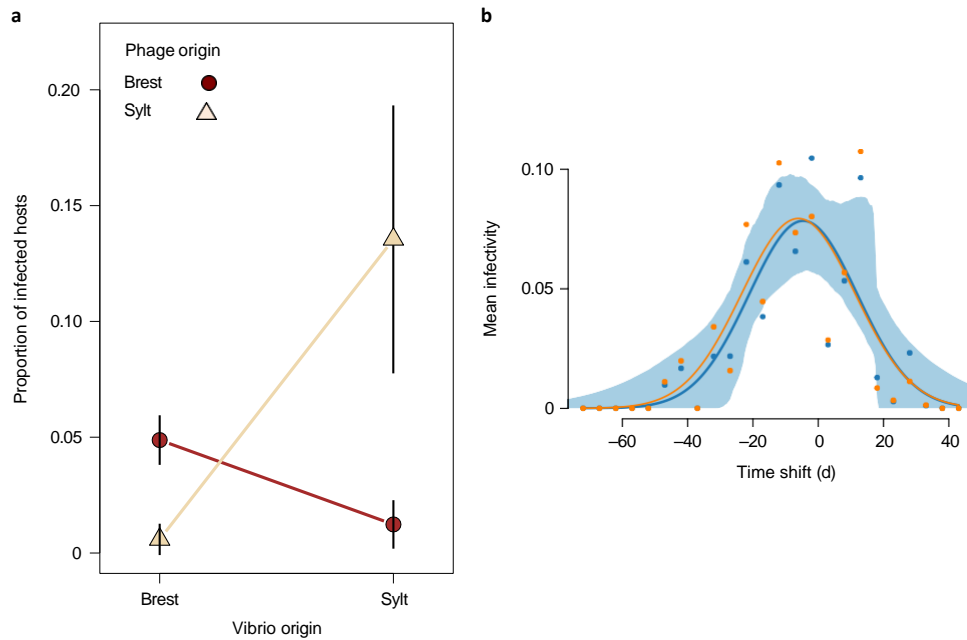 a
Phage origin
Brest
Sylt
0.20
0.15
0.10
0.05
0
Proportion of infected hosts
Brest
Sylt
Vibrio origin
b
0.10
0.05
0
Mean infectivity
−60
−40
−20
0
20
40
Time shift (d)